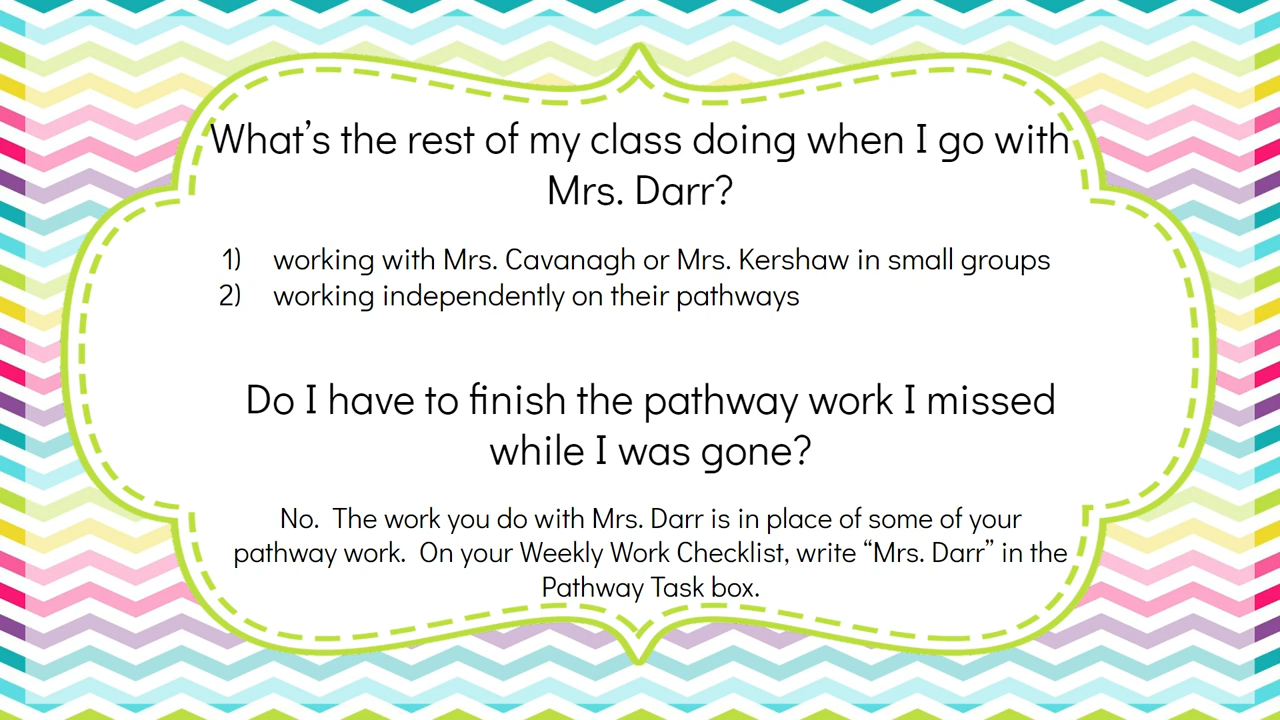 What's the rest of my class doing when I go with
Mrs. Darr?
1) working with Mrs. Cavanagh or Mrs. Kershaw in small groups
2) working independently on their pathways
Do I have to finish the pathway work I missed
while I was gone?
No.  The work you do with Mrs. Darr is in place of some of your
pathway work.  On your Weekly Work Checklist, write “Mrs. Darr” in the
Pathway Task box.